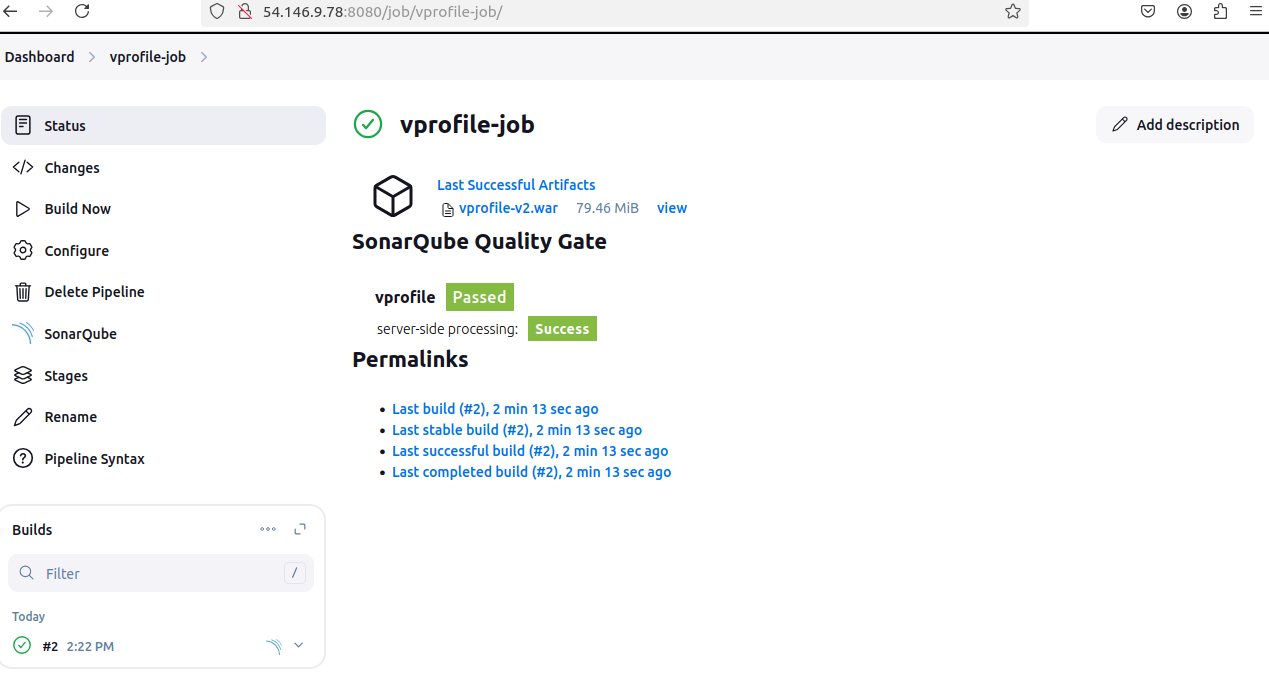 54.146.9.78:8080/job/vprofile-job/
Dashboard
vprofile-job
Status
Changes
Build Now
Configure
Delete Pipeline
SonarQube
Stages
Rename
Pipeline Syntax
Builds
Filter
/
Today
#2 2:22 PM
vprofile-job
Add description
Last Successful Artifacts
vprofile-v2.war 79.46 MiB view
SonarQube Quality Gate
vprofile Passed
server-side processing: Success
Permalinks
Last build (#2), 2 min 13 sec ago
Last stable build (#2), 2 min 13 sec ago
Last successful build (#2), 2 min 13 sec ago
Last completed build (#2), 2 min 13 sec ago